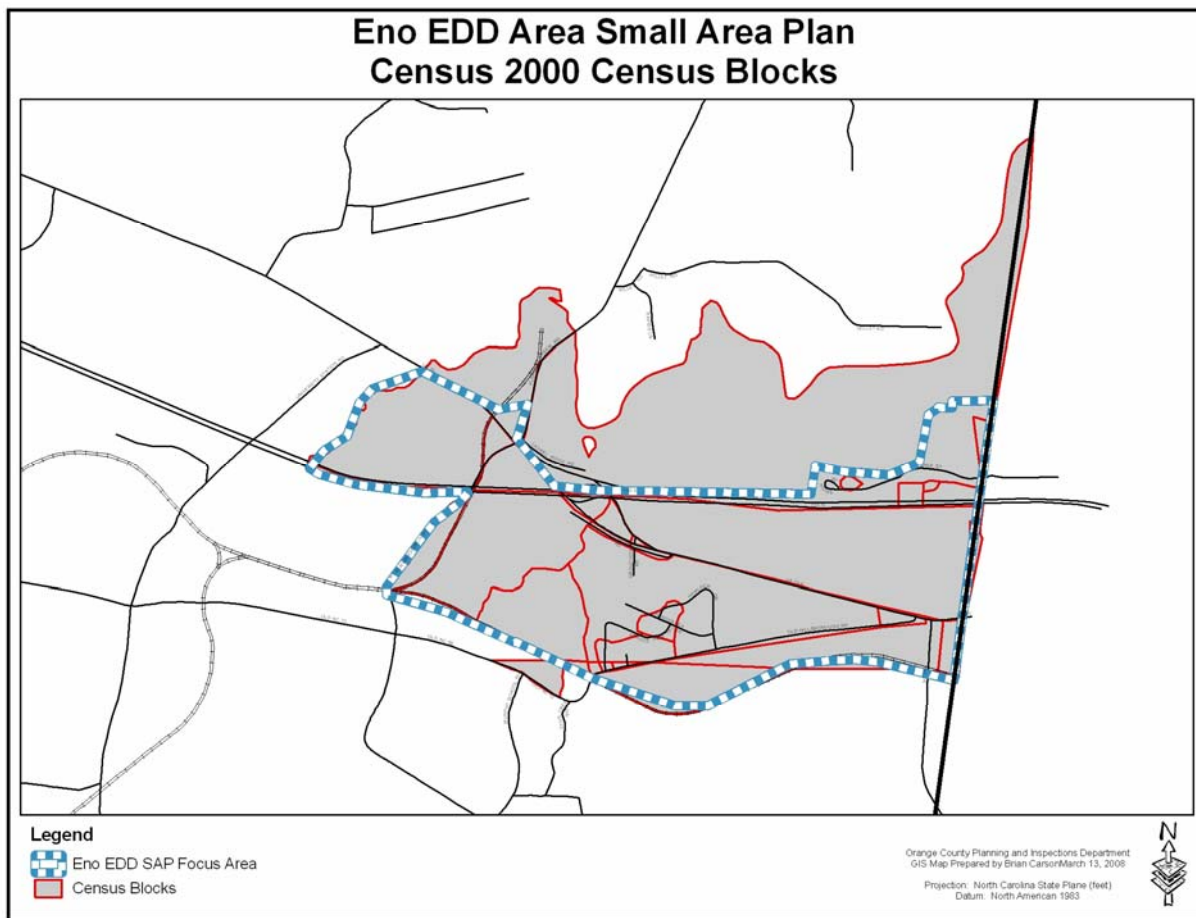 Eno EDD Area Small Area Plan
Census 2000 Census Blocks
Legend
Eno EDD SAP Focus Area
Census Blocks
Orange County Planning and Inspections Department
GIS Map Prepared by Brian CarsonMarch 13, 2008
Projection: North Carolina State Plane (feet)
Datum: North American 1983
N